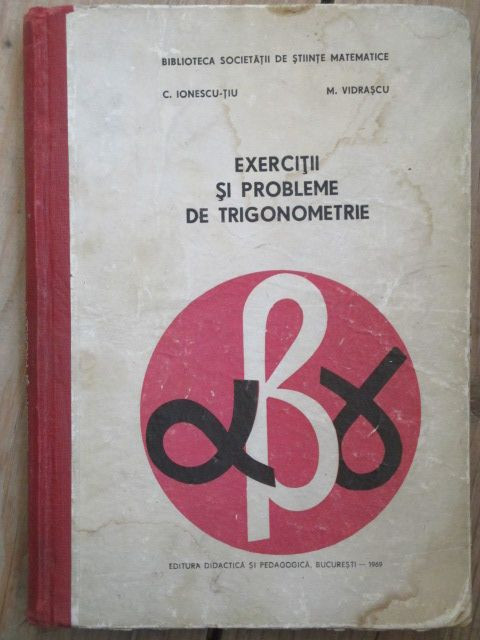 BIBLIOTECA SOCIETĂȚII DE ȘTIINȚE MATEMATICE
C. IONESCU-ȚIU M. VIDRAȘCU
EXERCIȚII
ȘI PROBLEME
DE TRIGONOMETRIE
α β γ
EDITURA DIDACTICĂ ȘI PEDAGOGICĂ, BUCUREȘTI — 1969